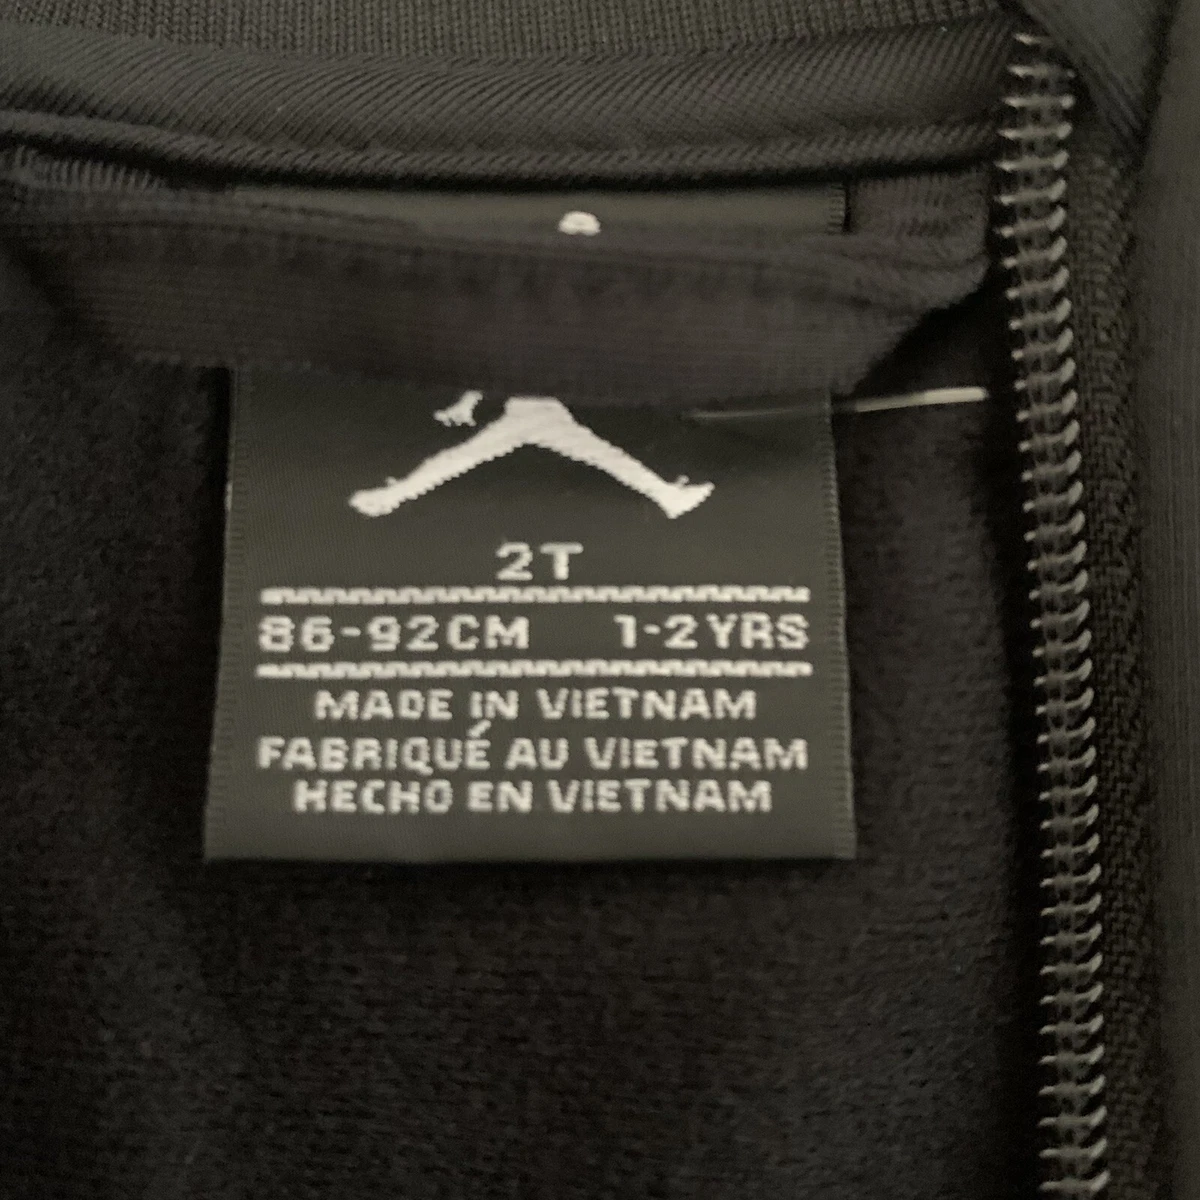 2T
86-92CM 1-2YRS
MADE IN VIETNAM
FABRIQUÉ AU VIETNAM
HECHO EN VIETNAM